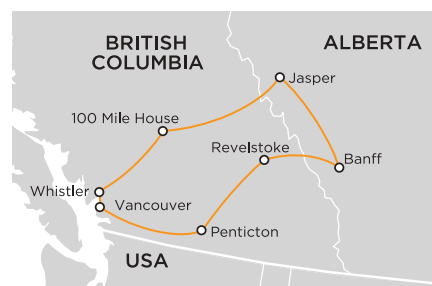 BRITISH
COLUMBIA
ALBERTA
Jasper
100 Mile House
Revelstoke
Banff
Whistler
Vancouver
Penticton
USA